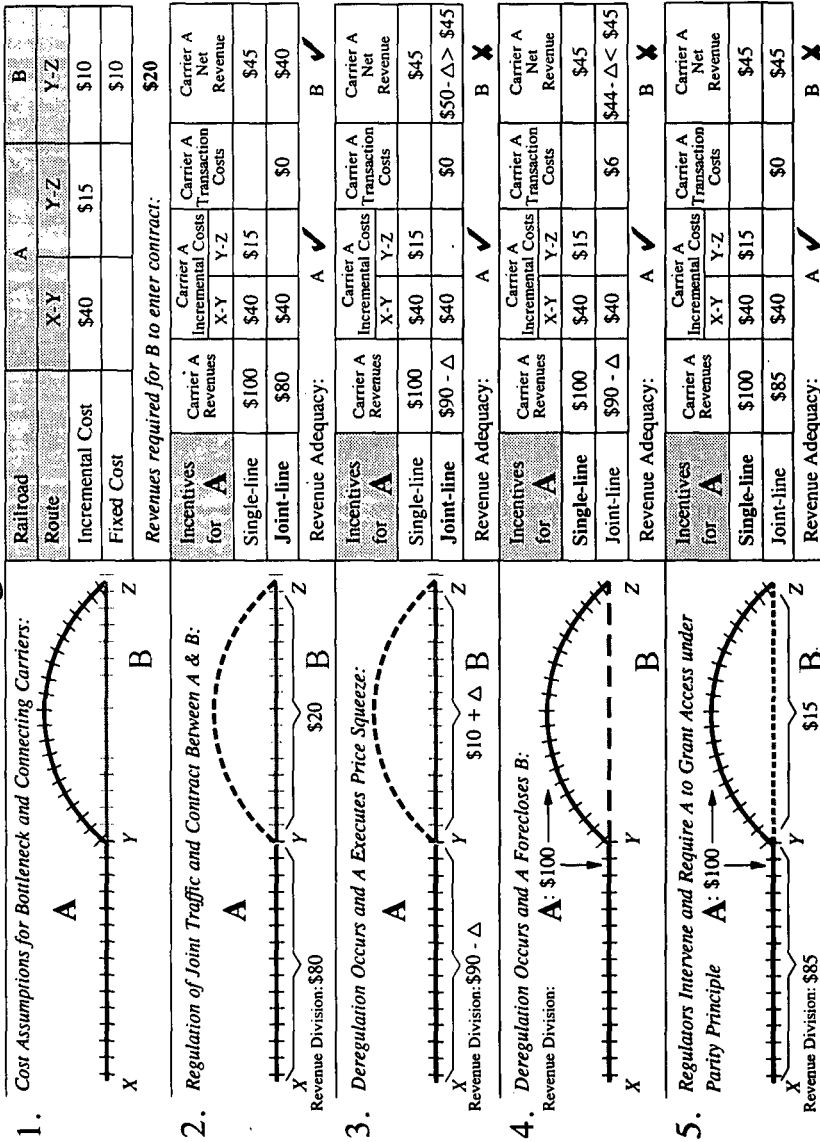 1. Cost Assumptions for Bottleneck and Connecting Carriers:
A
X Y Z
B
Railroad A B
Route X-Y Y-Z Y-Z
Incremental Cost $40 $15 $10
Fixed Cost $10
Revenues required for B to enter contract: $20
2. Regulation of Joint Traffic and Contract Between A & B:
A
X Y Z
Revenue Division: $80 $20 B
Incentives for A Carrier A Revenues Carrier A Incremental Costs X-Y Y-Z Carrier A Transaction Costs Carrier A Net Revenue
Single-line $100 $40 $15 $45
Joint-line $80 $40 $0 $40
Revenue Adequacy: A ✓ B ✓
3. Deregulation Occurs and A Executes Price Squeeze:
A
X Y Z
Revenue Division: $90 - Δ $10 + Δ B
Incentives for A Carrier A Revenues Carrier A Incremental Costs X-Y Y-Z Carrier A Transaction Costs Carrier A Net Revenue
Single-line $100 $40 $15 $45
Joint-line $90 - Δ $40 $0 $50 - Δ > $45
Revenue Adequacy: A ✓ B ✗
4. Deregulation Occurs and A Forecloses B:
Revenue Division: A: $100
X Y Z
B
Incentives for A Carrier A Revenues Carrier A Incremental Costs X-Y Y-Z Carrier A Transaction Costs Carrier A Net Revenue
Single-line $100 $40 $15 $45
Joint-line $90 - Δ $40 $6 $44 - Δ < $45
Revenue Adequacy: A ✓ B ✗
5. Regulators Intervene and Require A to Grant Access under
Parity Principle A: $100
X Y Z
Revenue Division: $85 $15 B
Incentives for A Carrier A Revenues Carrier A Incremental Costs X-Y Y-Z Carrier A Transaction Costs Carrier A Net Revenue
Single-line $100 $40 $15 $45
Joint-line $85 $40 $0 $45
Revenue Adequacy: A ✓ B ✗